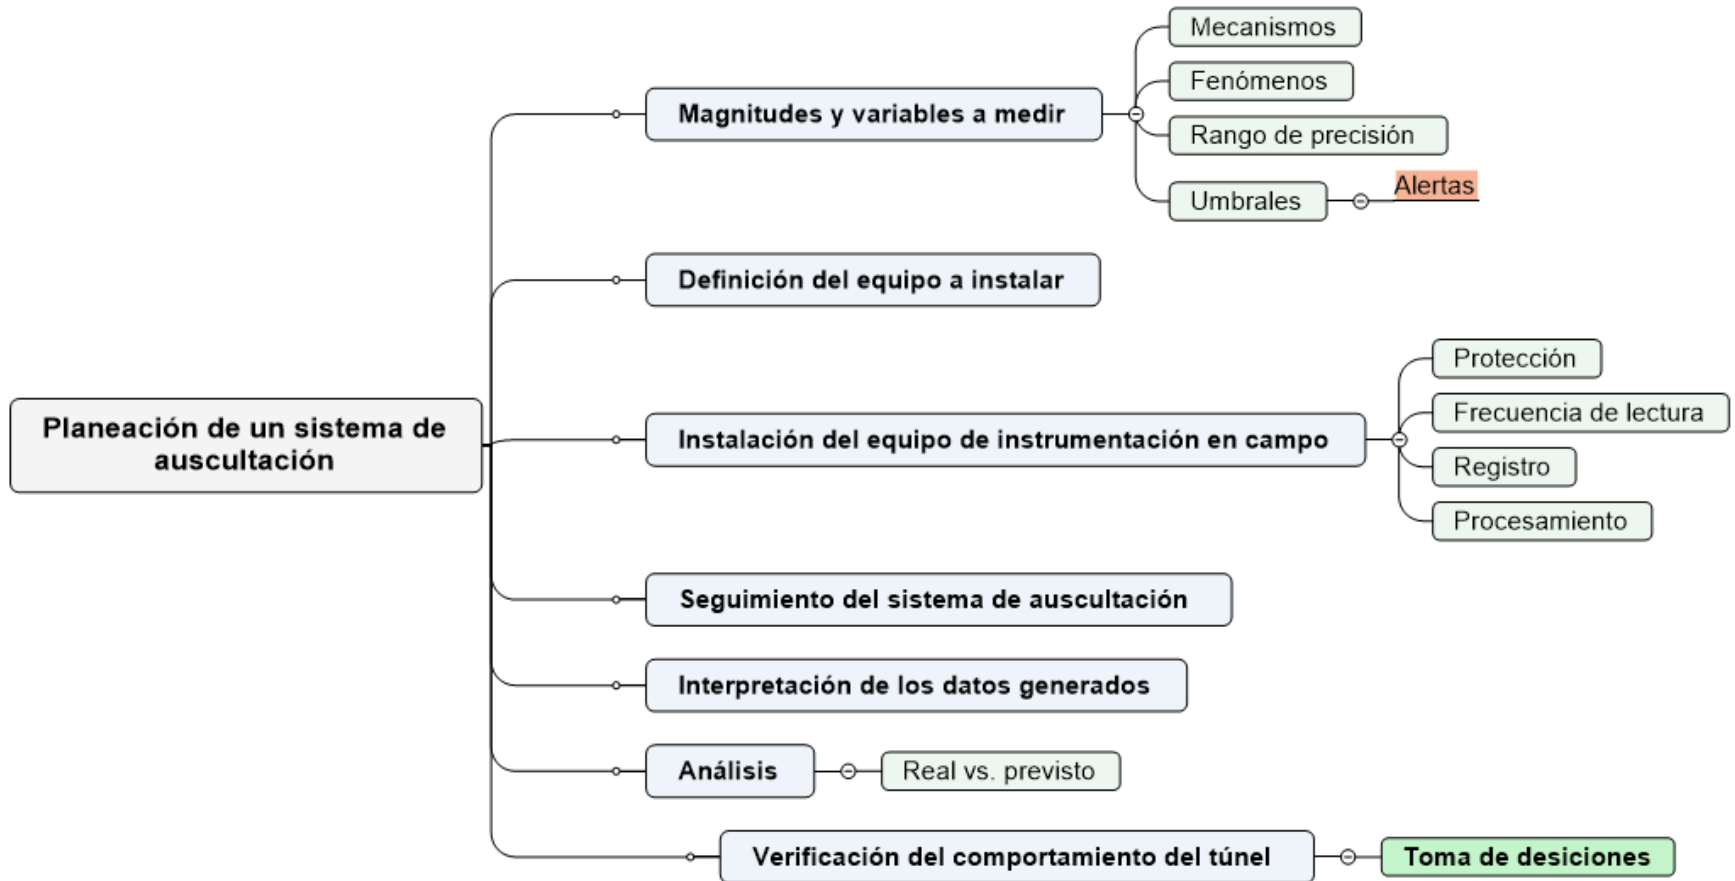 Planeación de un sistema de
auscultación
Magnitudes y variables a medir
Mecanismos
Fenómenos
Rango de precisión
Umbrales
Alertas
Definición del equipo a instalar
Instalación del equipo de instrumentación en campo
Protección
Frecuencia de lectura
Registro
Procesamiento
Seguimiento del sistema de auscultación
Interpretación de los datos generados
Análisis
Real vs. previsto
Verificación del comportamiento del túnel
Toma de desiciones